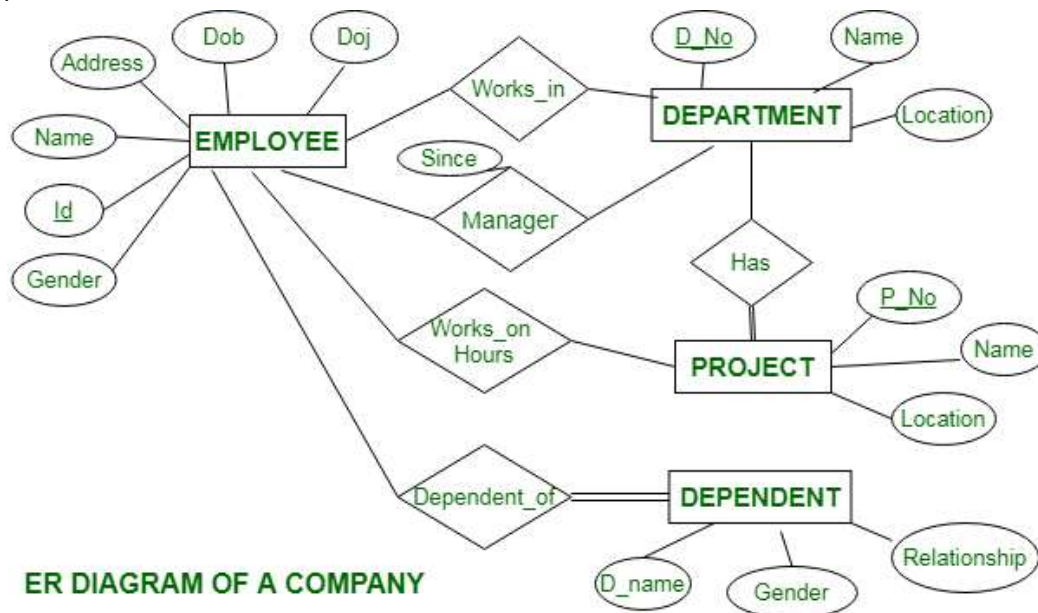 Dob
Doj
D_No
Name
Address
Works_in
DEPARTMENT
Location
Name
EMPLOYEE
Since
Manager
Id
Gender
Has
P_No
Works_on
Hours
Name
PROJECT
Location
Dependent_of
DEPENDENT
Relationship
D_name
Gender
ER DIAGRAM OF A COMPANY